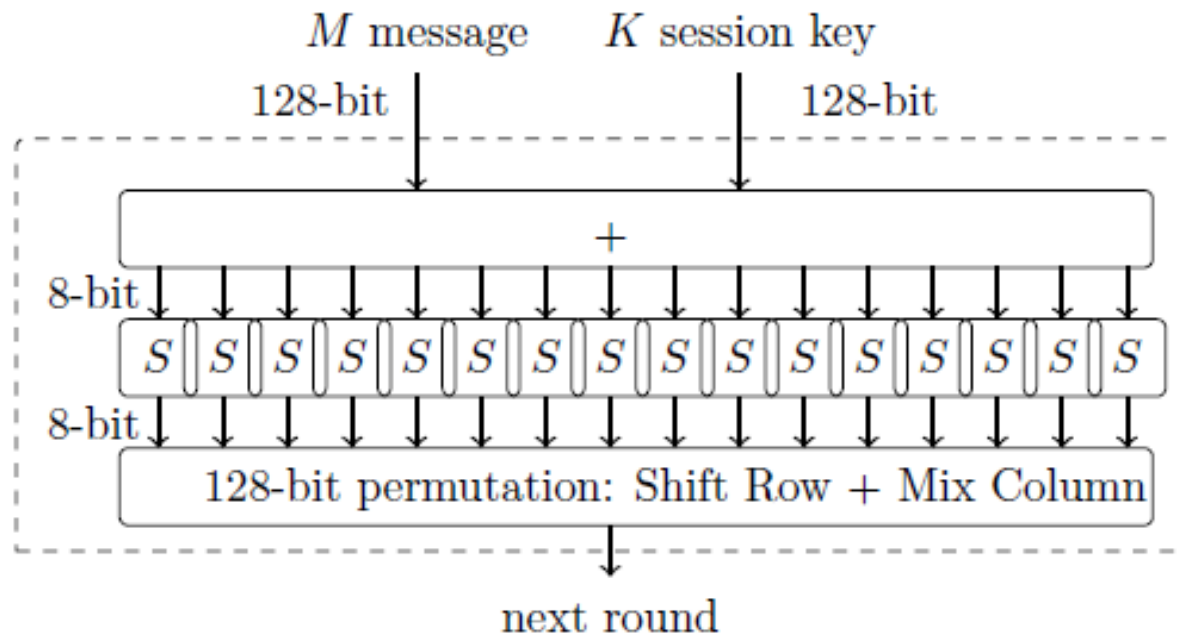 M message K session key
128-bit 128-bit
+
8-bit
S S S S S S S S S S S S S S S S
8-bit
128-bit permutation: Shift Row + Mix Column
next round